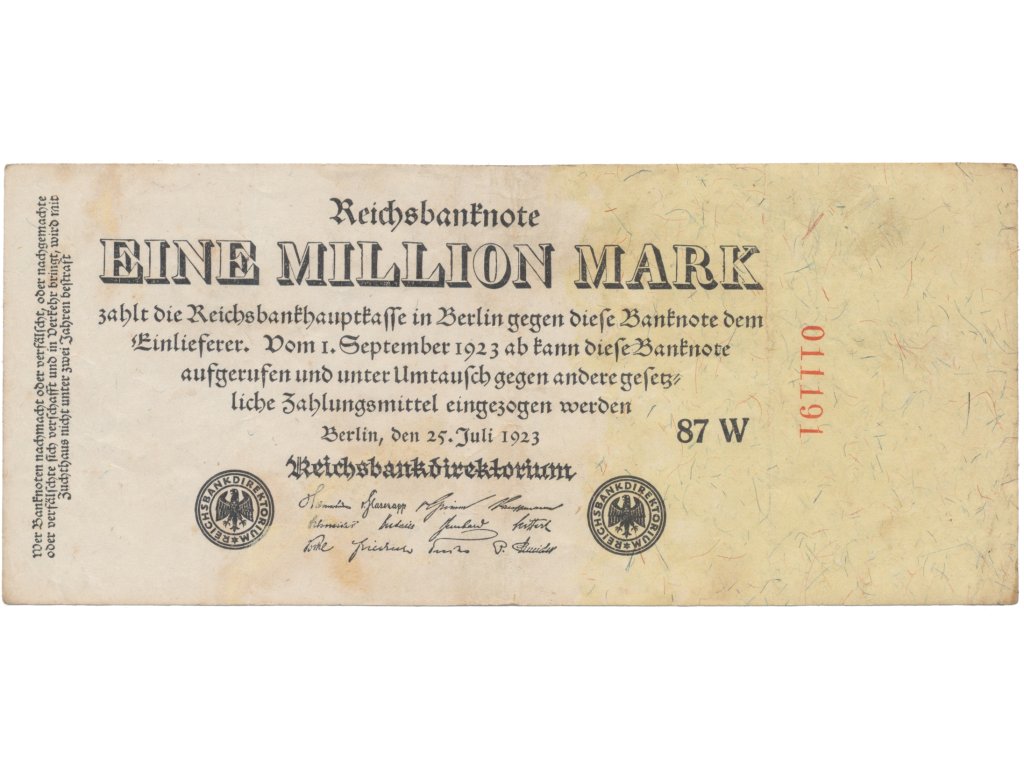 Reichsbanknote
EINE MILLION MARK
zahlt die Reichsbankhauptkasse in Berlin gegen diese Banknote dem
Einlieferer. Vom 1. September 1923 ab kann diese Banknote
aufgerufen und unter Umtausch gegen andere gesetz-
liche Zahlungsmittel eingezogen werden
Berlin, den 25. Juli 1923
Reichsbankdirektorium
87 W
011191
REICHSBANKDIREKTORIUM
REICHSBANKDIREKTORIUM
Wer Banknoten nachmacht oder verfälscht, oder nachgemachte
oder verfälschte sich verschafft und in Verkehr bringt, wird mit
Zuchthaus nicht unter zwei Jahren bestraft